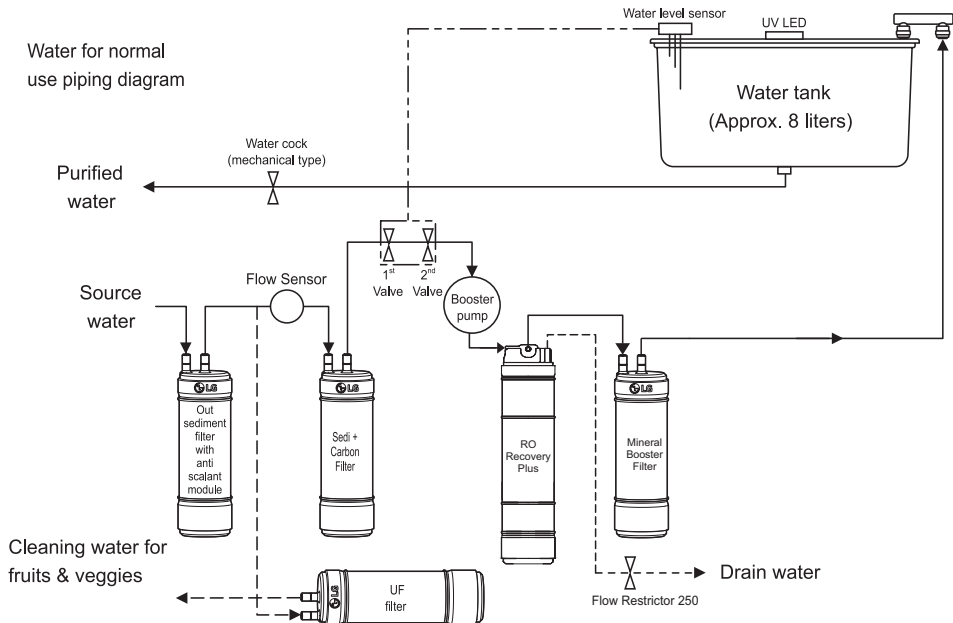 Water for normal
use piping diagram
Water level sensor
UV LED
Water tank
(Approx. 8 liters)
Water cock
(mechanical type)
Purified
water
1st
Valve
2nd
Valve
Flow Sensor
Booster
pump
Source
water
LG
Out
sediment
filter
with
anti
scalant
module
LG
Sedi +
Carbon
Filter
RO
Recovery
Plus
LG
Mineral
Booster
Filter
Cleaning water for
fruits & veggies
LG
UF
filter
Drain water
Flow Restrictor 250